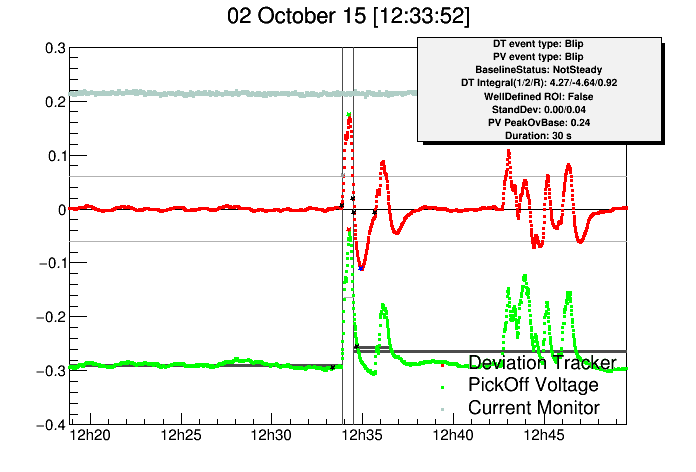 02 October 15 [12:33:52]
DT event type: Blip
PV event type: Blip
BaselineStatus: NotSteady
DT Integral(1/2/R): 4.27/-4.64/0.92
WellDefined ROI: False
StandDev: 0.00/0.04
PV PeakOvBase: 0.24
Duration: 30 s
0.3
0.2
0.1
0
−0.1
−0.2
−0.3
−0.4
Deviation Tracker
PickOff Voltage
Current Monitor
12h20 12h25 12h30 12h35 12h40 12h45